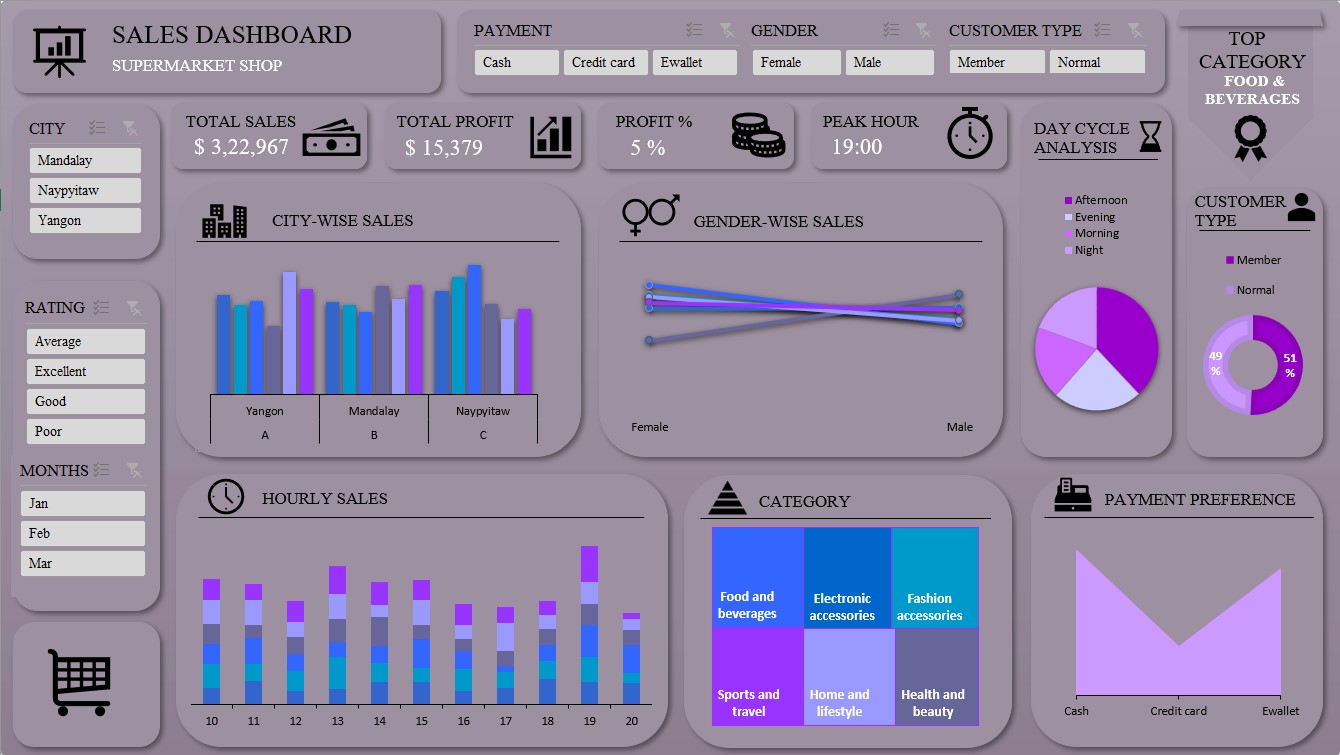 SALES DASHBOARD
SUPERMARKET SHOP
PAYMENT
Cash
Credit card
Ewallet
GENDER
Female
Male
CUSTOMER TYPE
Member
Normal
TOP
CATEGORY
FOOD &
BEVERAGES
CITY
Mandalay
Naypyitaw
Yangon
TOTAL SALES
$ 3,22,967
TOTAL PROFIT
$ 15,379
PROFIT %
5 %
PEAK HOUR
19:00
DAY CYCLE
ANALYSIS
Afternoon
Evening
Morning
Night
CUSTOMER
TYPE
Member
Normal
49
%
51
%
RATING
Average
Excellent
Good
Poor
MONTHS
Jan
Feb
Mar
CITY-WISE SALES
Yangon
Mandalay
Naypyitaw
A
B
C
GENDER-WISE SALES
Female
Male
HOURLY SALES
10
11
12
13
14
15
16
17
18
19
20
CATEGORY
Food and
beverages
Electronic
accessories
Fashion
accessories
Sports and
travel
Home and
lifestyle
Health and
beauty
PAYMENT PREFERENCE
Cash
Credit card
Ewallet